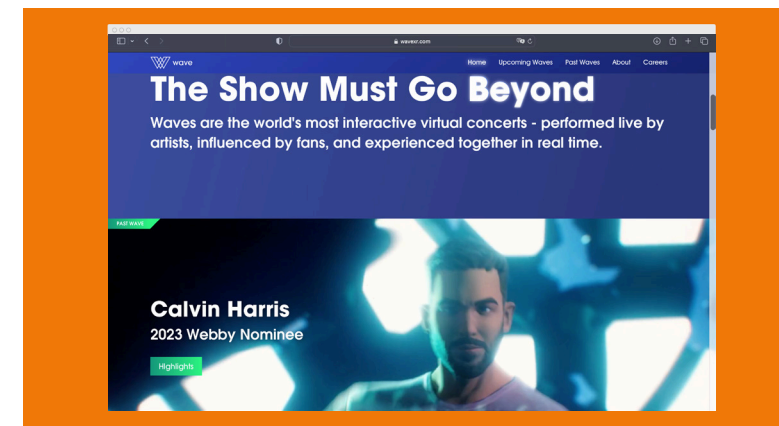 wavexr.com
wave
Home Upcoming Waves Past Waves About Careers
The Show Must Go Beyond
Waves are the world's most interactive virtual concerts - performed live by
artists, influenced by fans, and experienced together in real time.
PAST WAVE
Calvin Harris
2023 Webby Nominee
Highlights